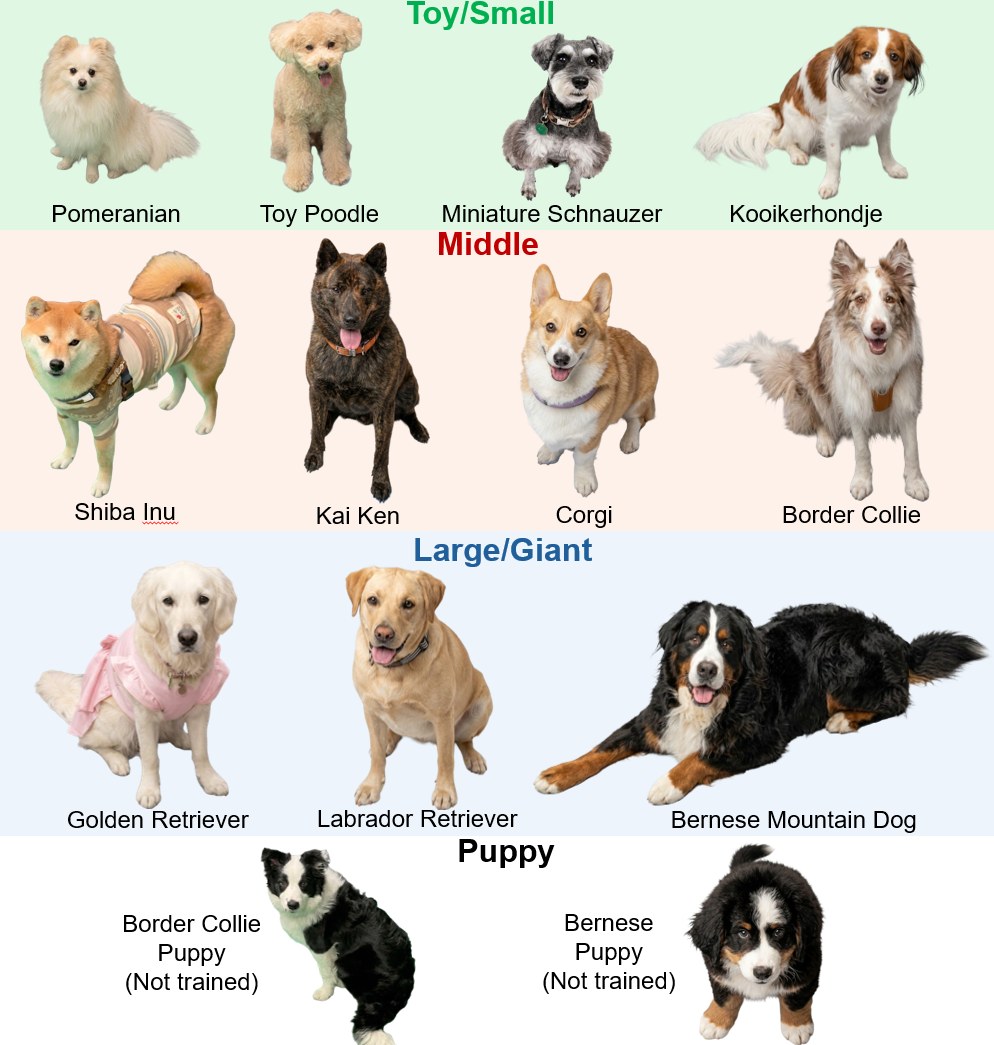 Toy/Small
Pomeranian
Toy Poodle
Miniature Schnauzer
Kooikerhondje
Middle
Shiba Inu
Kai Ken
Corgi
Border Collie
Large/Giant
Golden Retriever
Labrador Retriever
Bernese Mountain Dog
Puppy
Border Collie
Puppy
(Not trained)
Bernese
Puppy
(Not trained)